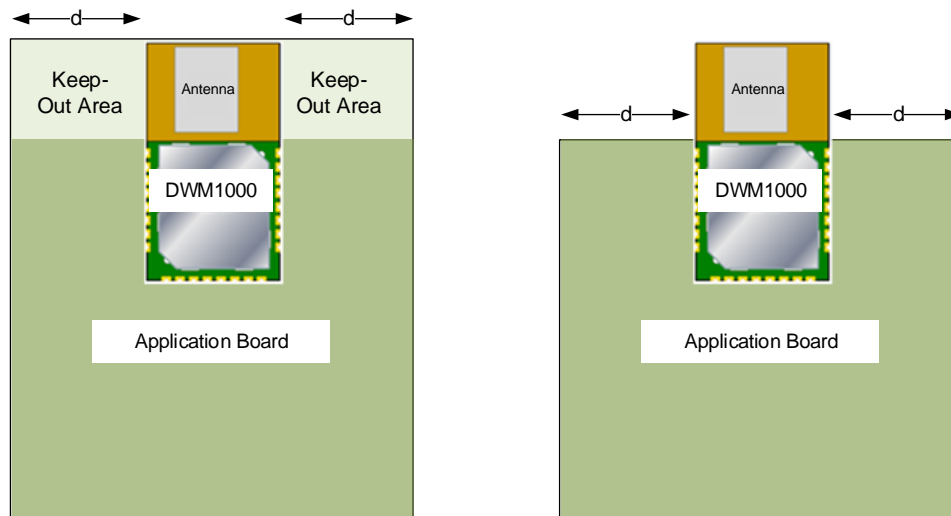 d
d
Keep-
Out Area
Antenna
Keep-
Out Area
DWM1000
Application Board
Antenna
d
d
DWM1000
Application Board